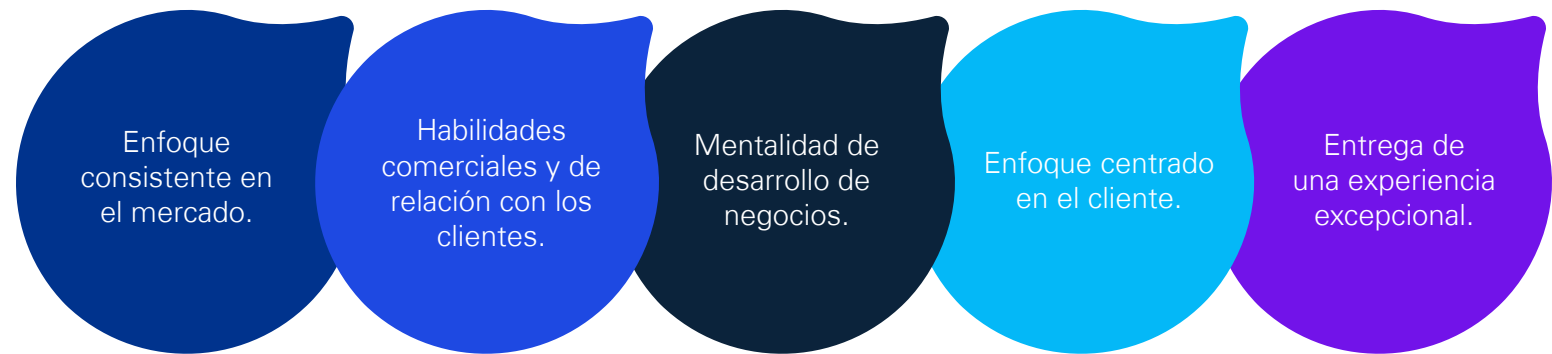 Enfoque
consistente en
el mercado.
Habilidades
comerciales y de
relación con los
clientes.
Mentalidad de
desarrollo de
negocios.
Enfoque centrado
en el cliente.
Entrega de
una experiencia
excepcional.